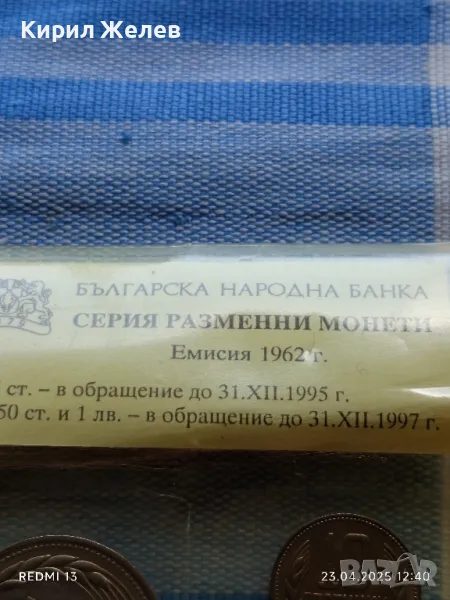 Кирил Желев
БЪЛГАРСКА НАРОДНА БАНКА
СЕРИЯ РАЗМЕННИ МОНЕТИ
Емисия 1962 г.
ст. – в обращение до 31.XII.1995 г.
50 ст. и 1 лв. – в обращение до 31.XII.1997 г.
REDMI 13
23.04.2025 12:40
BAZAR